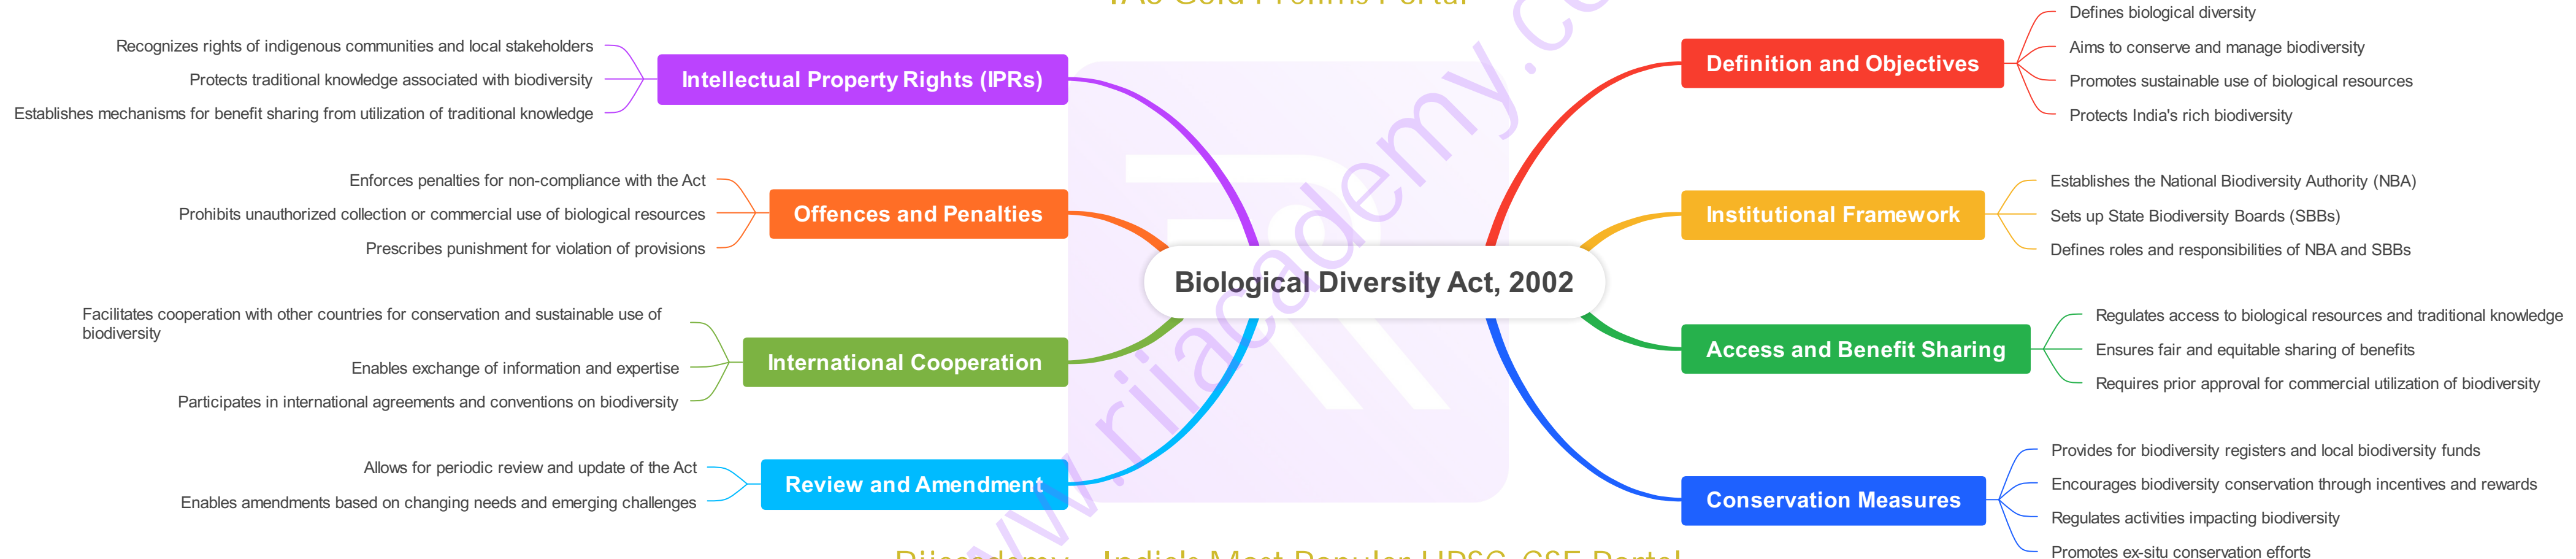 IAS Gold Prelims Portal
Intellectual Property Rights (IPRs)
Recognizes rights of indigenous communities and local stakeholders
Protects traditional knowledge associated with biodiversity
Establishes mechanisms for benefit sharing from utilization of traditional knowledge
Offences and Penalties
Enforces penalties for non-compliance with the Act
Prohibits unauthorized collection or commercial use of biological resources
Prescribes punishment for violation of provisions
International Cooperation
Facilitates cooperation with other countries for conservation and sustainable use of
biodiversity
Enables exchange of information and expertise
Participates in international agreements and conventions on biodiversity
Review and Amendment
Allows for periodic review and update of the Act
Enables amendments based on changing needs and emerging challenges
Biological Diversity Act, 2002
Definition and Objectives
Defines biological diversity
Aims to conserve and manage biodiversity
Promotes sustainable use of biological resources
Protects India's rich biodiversity
Institutional Framework
Establishes the National Biodiversity Authority (NBA)
Sets up State Biodiversity Boards (SBBs)
Defines roles and responsibilities of NBA and SBBs
Access and Benefit Sharing
Regulates access to biological resources and traditional knowledge
Ensures fair and equitable sharing of benefits
Requires prior approval for commercial utilization of biodiversity
Conservation Measures
Provides for biodiversity registers and local biodiversity funds
Encourages biodiversity conservation through incentives and rewards
Regulates activities impacting biodiversity
Promotes ex-situ conservation efforts
India's Most Popular UPSC-CSE Portal